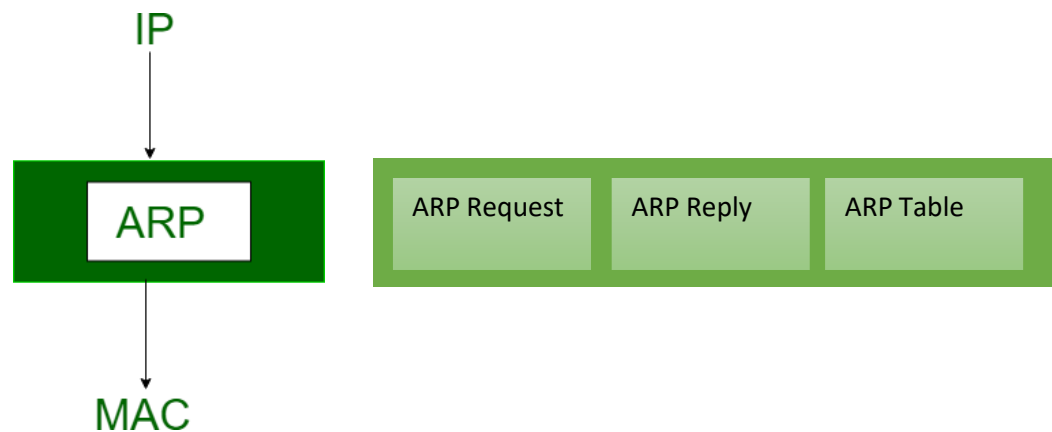 IP
ARP
MAC
ARP Request
ARP Reply
ARP Table